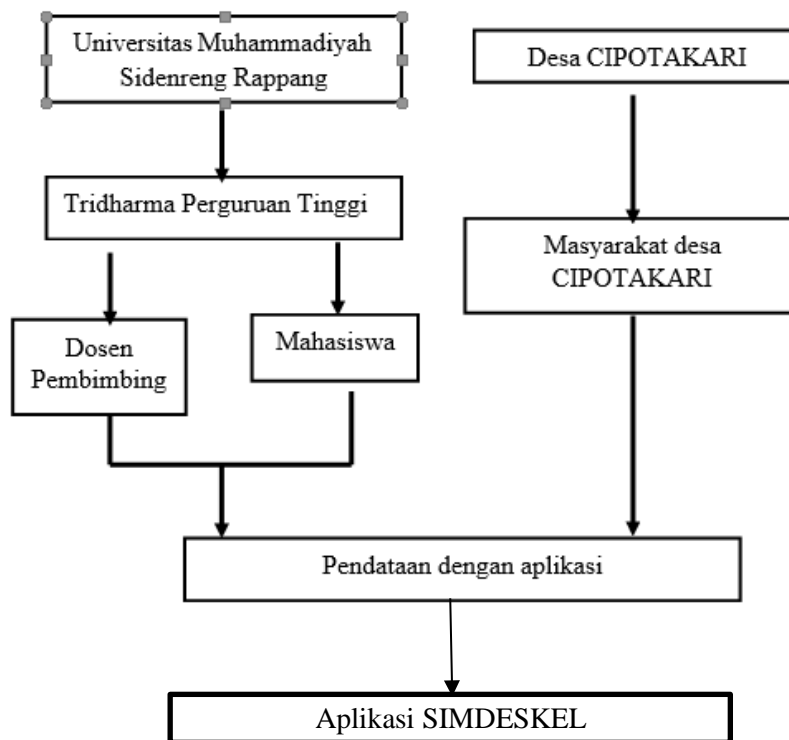 Universitas Muhammadiyah
Sidenreng Rappang
Desa CIPOTAKARI
Tridharma Perguruan Tinggi
Masyarakat desa
CIPOTAKARI
Dosen
Pembimbing
Mahasiswa
Pendataan dengan aplikasi
Aplikasi SIMDESKEL